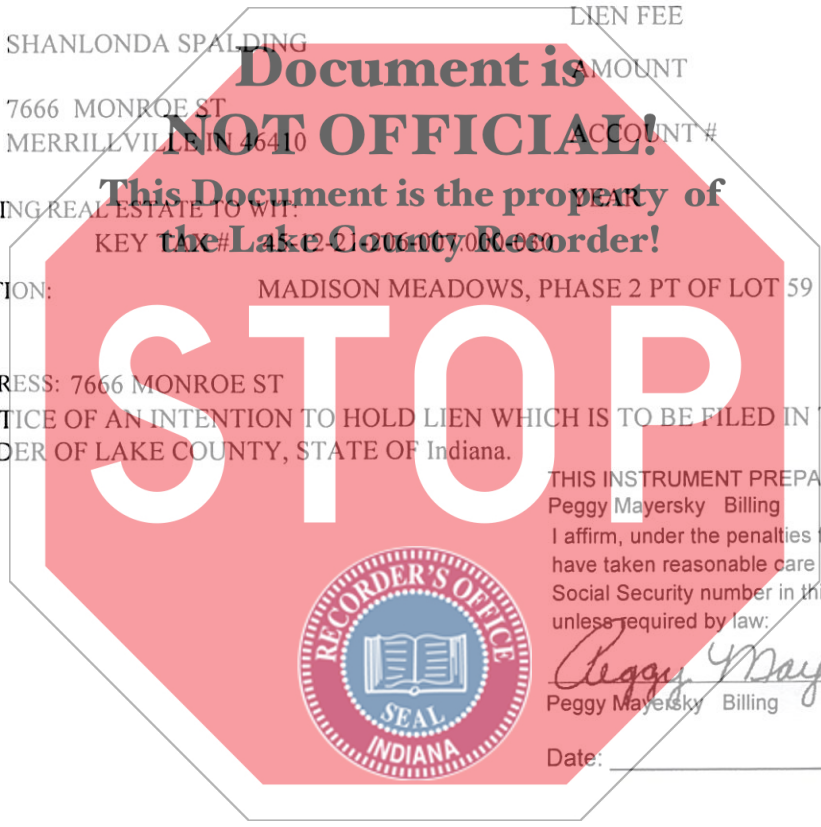 LIEN FEE
SHANLONDA SPALDING
Document is
AMOUNT
7666 MONROE ST
NOT OFFICIAL!
MERRILLVILLE IN 46410
ACCOUNT #
This Document is the property of
YEAR
ING REAL ESTATE TO WIT:
the Lake County Recorder!
KEY TAX #
TION: MADISON MEADOWS, PHASE 2 PT OF LOT 59
STOP
RESS: 7666 MONROE ST
TICE OF AN INTENTION TO HOLD LIEN WHICH IS TO BE FILED IN T
DER OF LAKE COUNTY, STATE OF Indiana.
THIS INSTRUMENT PREPA
Peggy Mayersky Billing
I affirm, under the penalties f
have taken reasonable care
Social Security number in thi
unless required by law:
Peggy May
Peggy Mayersky Billing
Date:
RECORDER'S OFFICE
SEAL
INDIANA